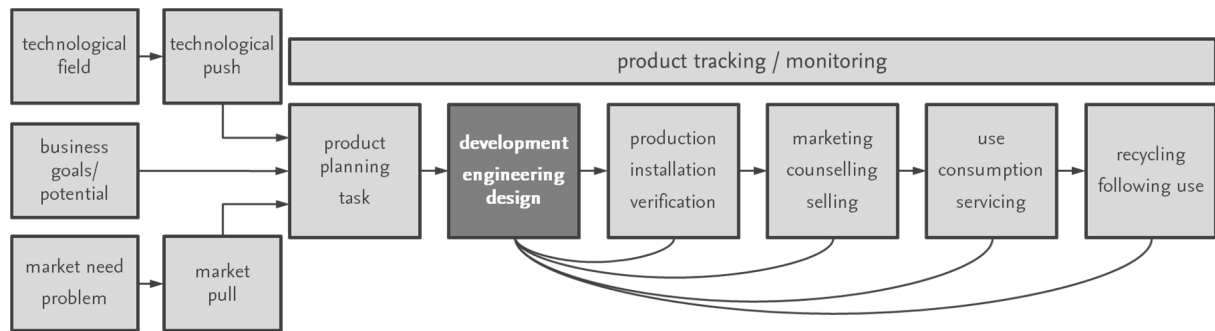 technological
field
technological
push
product tracking / monitoring
business
goals/
potential
product
planning
task
development
engineering
design
production
installation
verification
marketing
counselling
selling
use
consumption
servicing
recycling
following use
market need
problem
market
pull